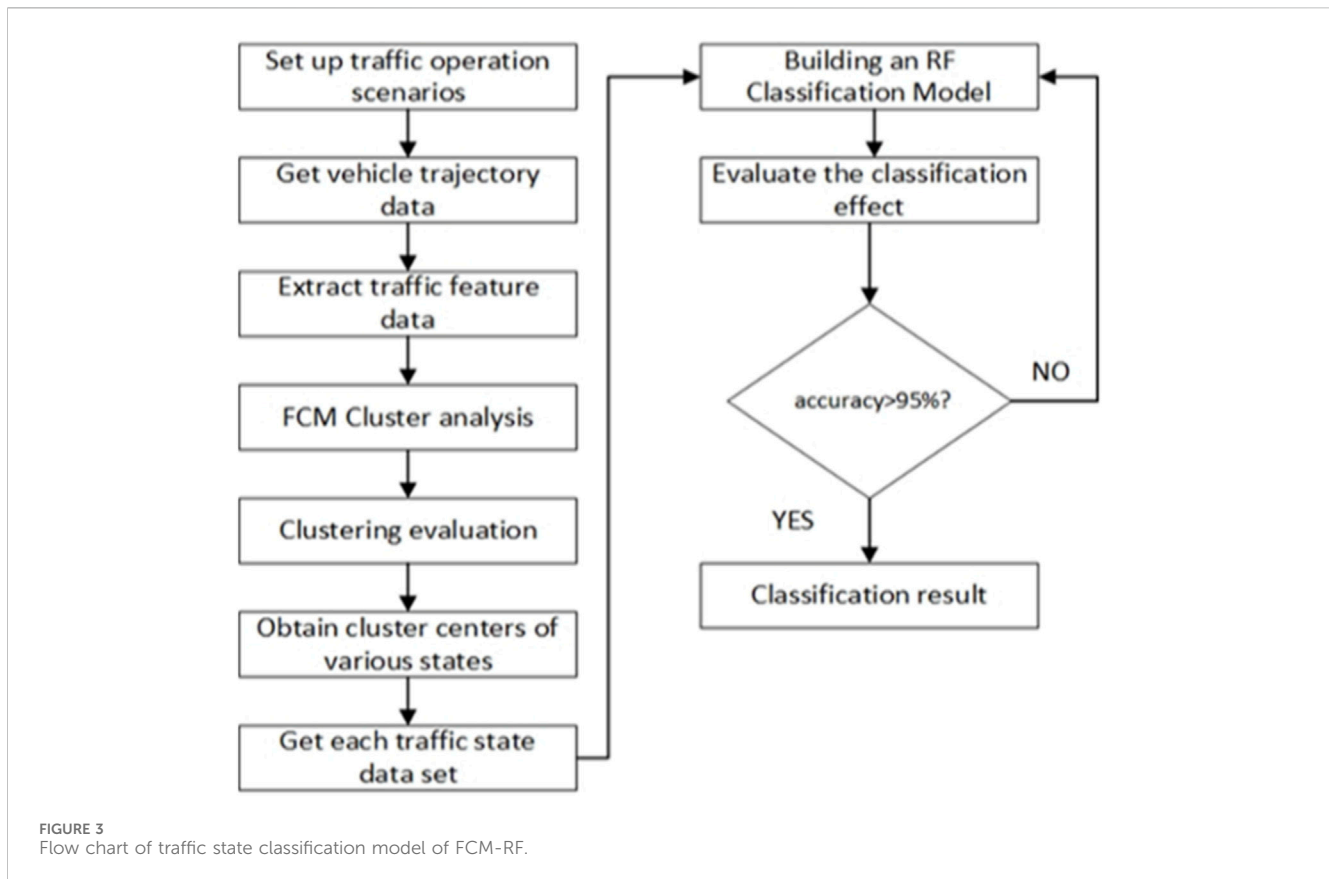 Set up traffic operation
scenarios
Get vehicle trajectory
data
Extract traffic feature
data
FCM Cluster analysis
Clustering evaluation
Obtain cluster centers of
various states
Get each traffic state
data set
Building an RF
Classification Model
Evaluate the classification
effect
accuracy>95%?
NO
YES
Classification result
FIGURE 3
Flow chart of traffic state classification model of FCM-RF.